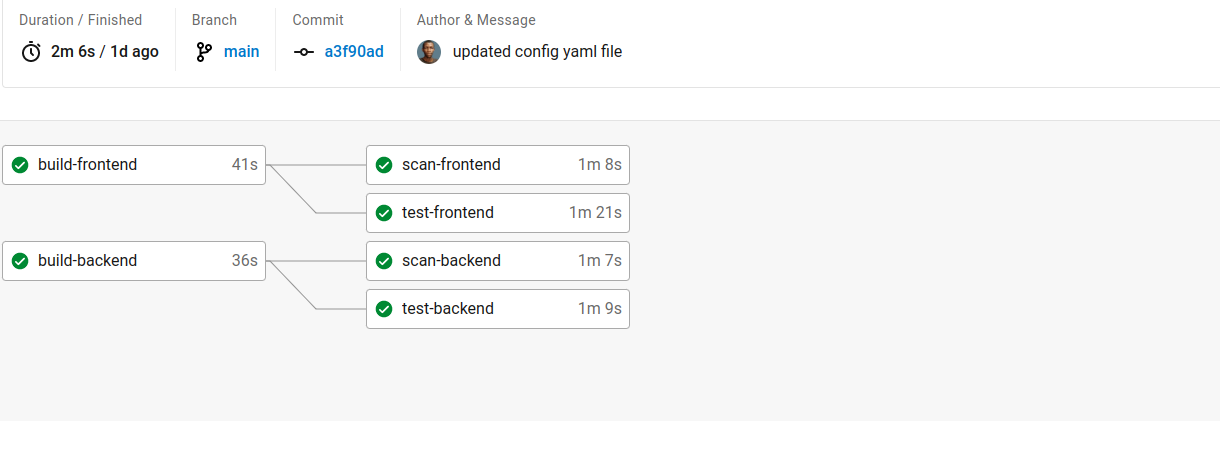 Duration / Finished
Branch
Commit
Author & Message
2m 6s / 1d ago
main
a3f90ad
updated config yaml file
build-frontend 41s
scan-frontend 1m 8s
test-frontend 1m 21s
build-backend 36s
scan-backend 1m 7s
test-backend 1m 9s